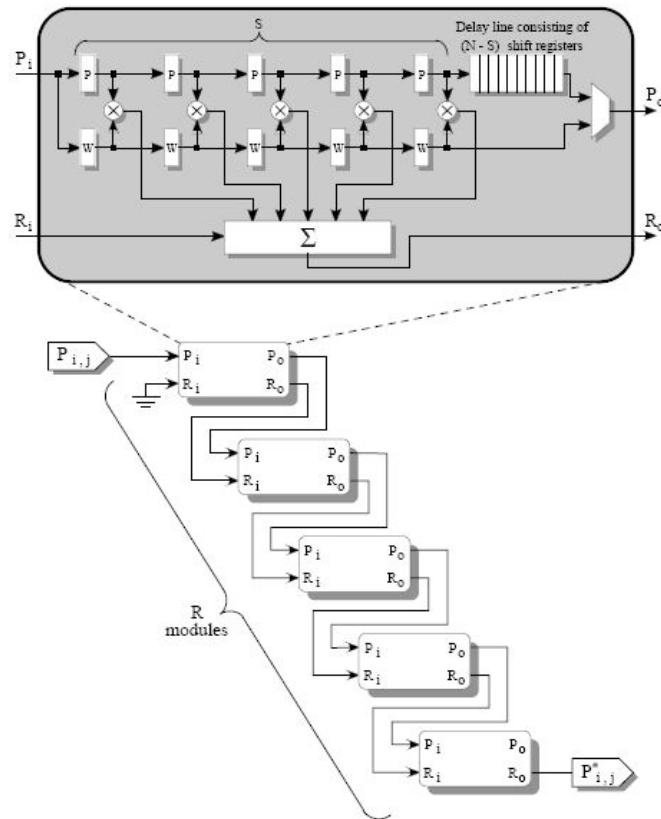 S
Delay line consisting of
(N - S) shift registers
P i
P P P P P
P o
W W W W W
R i
Σ
R o
P i,j
P i P o
R i R o
P i P o
R i R o
P i P o
R i R o
R
modules
P i P o
R i R o
P i P o
R i R o
P* i,j